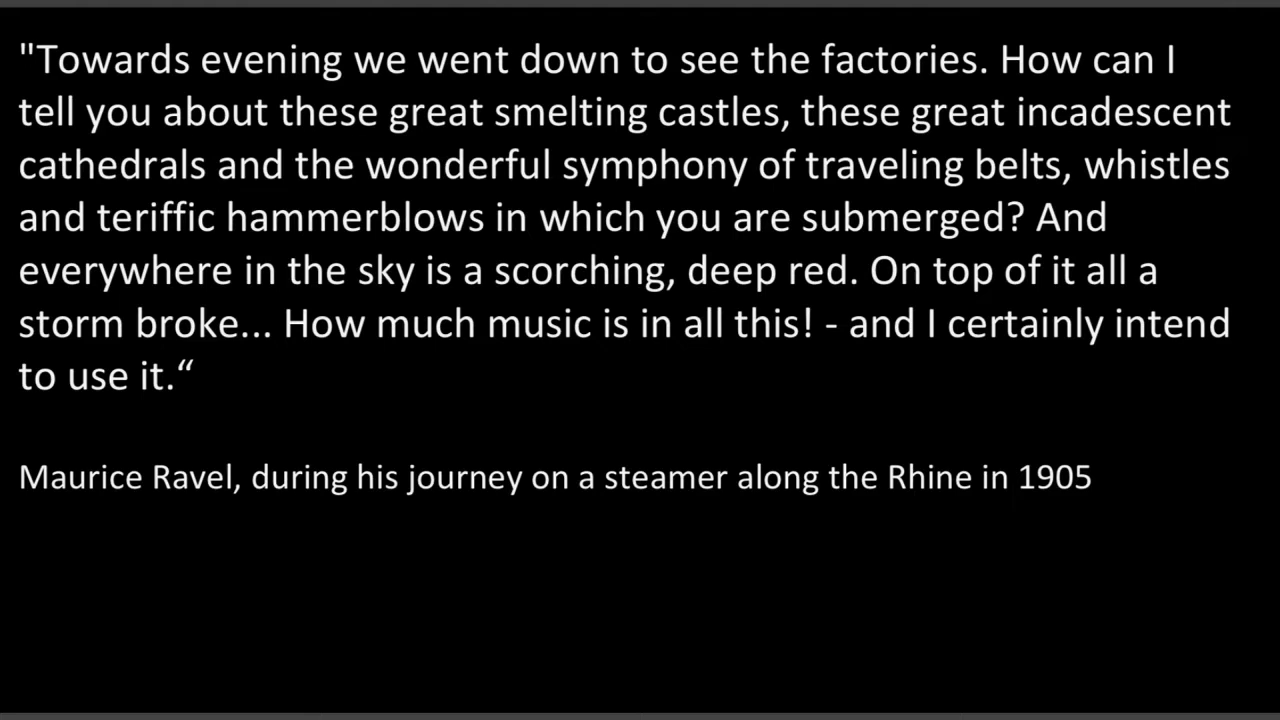 "Towards evening we went down to see the factories. How can I
tell you about these great smelting castles, these great incadescent
cathedrals and the wonderful symphony of traveling belts, whistles
and teriffic hammerblows in which you are submerged? And
everywhere in the sky is a scorching, deep red. On top of it all a
storm broke... How much music is in all this! - and I certainly intend
to use it.“
Maurice Ravel, during his journey on a steamer along the Rhine in 1905